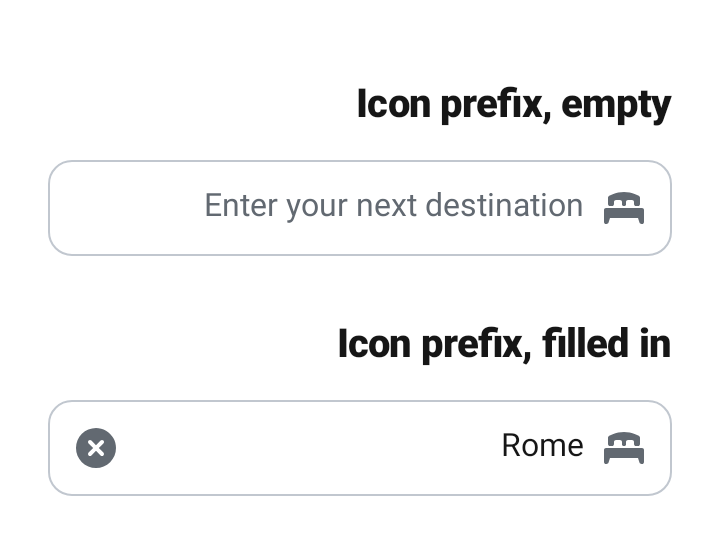 Icon prefix, empty
Enter your next destination
Icon prefix, filled in
Rome